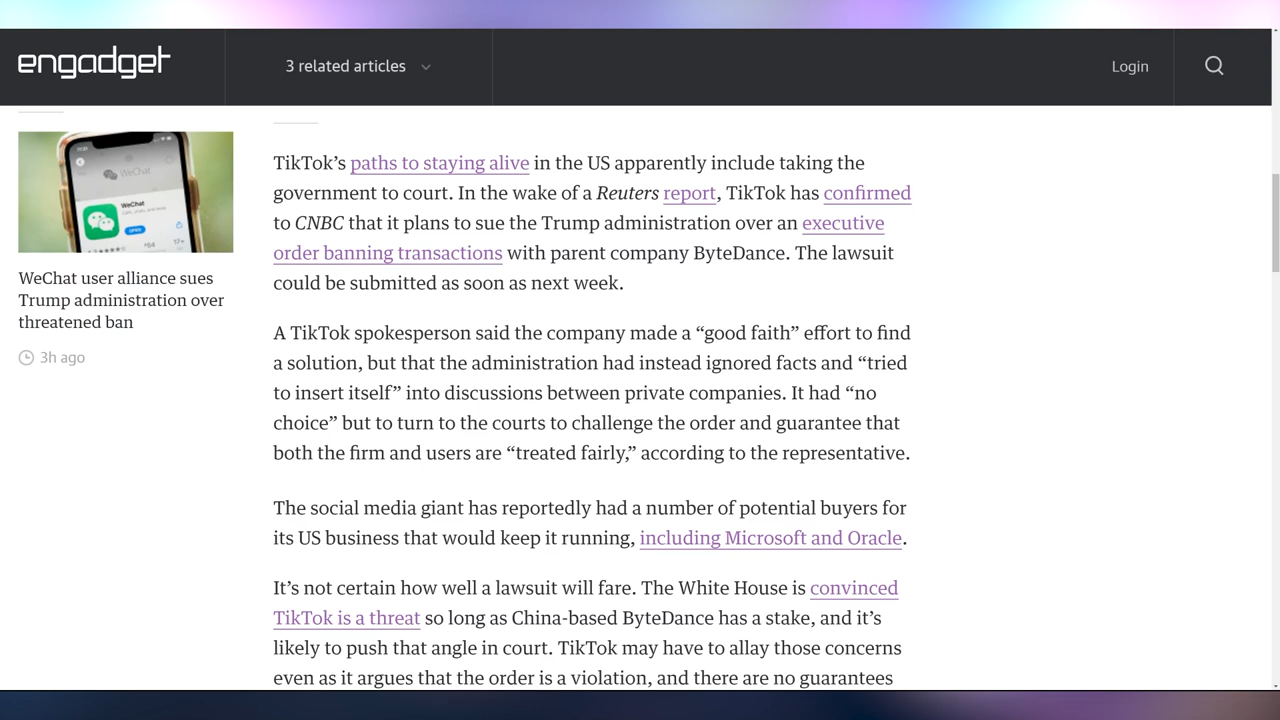 engadget
3 related articles
Login
WeChat
WeChat
OPEN
17+
WeChat user alliance sues
Trump administration over
threatened ban
3h ago
TikTok’s paths to staying alive in the US apparently include taking the
government to court. In the wake of a Reuters report, TikTok has confirmed
to CNBC that it plans to sue the Trump administration over an executive
order banning transactions with parent company ByteDance. The lawsuit
could be submitted as soon as next week.
A TikTok spokesperson said the company made a “good faith” effort to find
a solution, but that the administration had instead ignored facts and “tried
to insert itself” into discussions between private companies. It had “no
choice” but to turn to the courts to challenge the order and guarantee that
both the firm and users are “treated fairly,” according to the representative.
The social media giant has reportedly had a number of potential buyers for
its US business that would keep it running, including Microsoft and Oracle.
It’s not certain how well a lawsuit will fare. The White House is convinced
TikTok is a threat so long as China-based ByteDance has a stake, and it’s
likely to push that angle in court. TikTok may have to allay those concerns
even as it argues that the order is a violation, and there are no guarantees